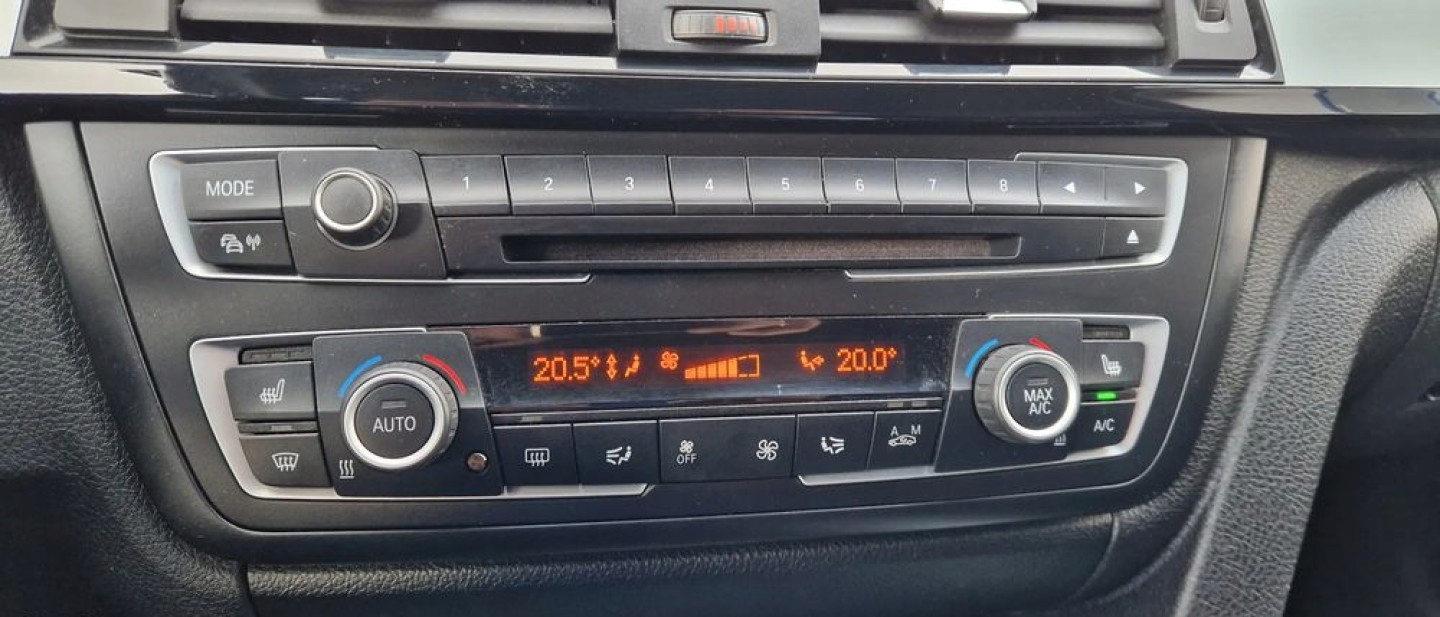 MODE
1 2 3 4 5 6 7 8
20.5° 20.0°
AUTO
MAX
A/C
A/C
OFF
A M